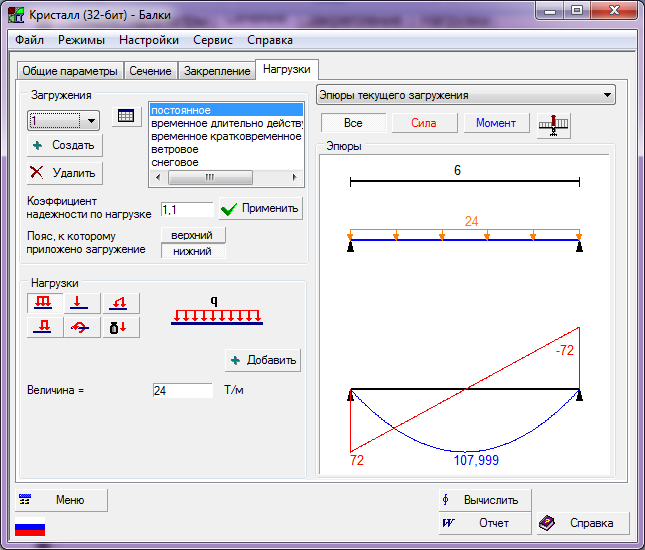 Кристалл (32-бит) - Балки
Файл Режимы Настройки Сервис Справка
Общие параметры Сечение Закрепление Нагрузки
Загружения
1
Создать
Удалить
постоянное
временное длительно действу
временное кратковременное
ветровое
снеговое
Коэффициент
надежности по нагрузке
1,1
Применить
Пояс, к которому
приложено загружение
верхний
нижний
Нагрузки
q
Добавить
Величина =
24
Т/м
Эпюры текущего загружения
Все Сила Момент
Эпюры
6
24
-72
72
107,999
Меню
Вычислить
Отчет
Справка